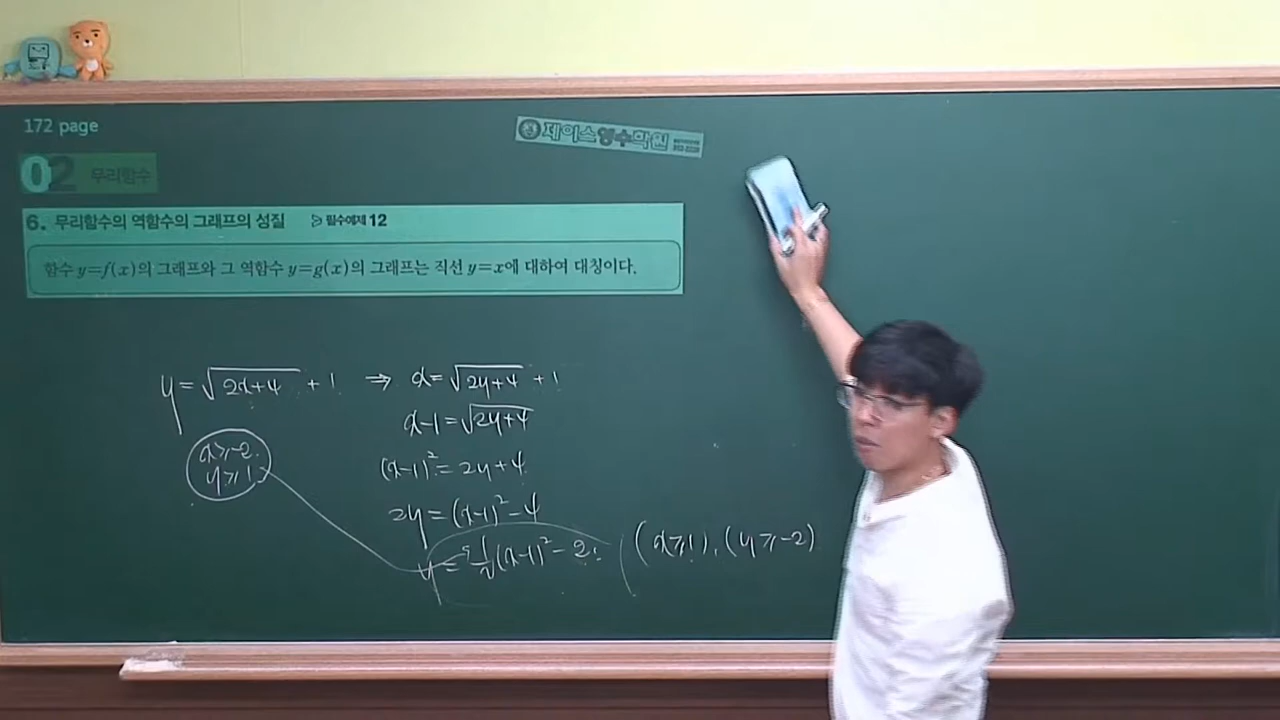 172 page
제이스영수학원
02 무리함수
6. 무리함수의 역함수의 그래프의 성질 ≫ 필수예제 12
함수 y=f(x)의 그래프와 그 역함수 y=g(x)의 그래프는 직선 y=x에 대하여 대칭이다.
y=√(2x+4) +1 ⇒ x=√(2y+4) +1
x-1=√(2y+4)
x≥-2
y≥1
(x-1)²=2y+4
2y=(x-1)²-4
y=1/2(x-1)²-2 (x≥1), (y≥-2)